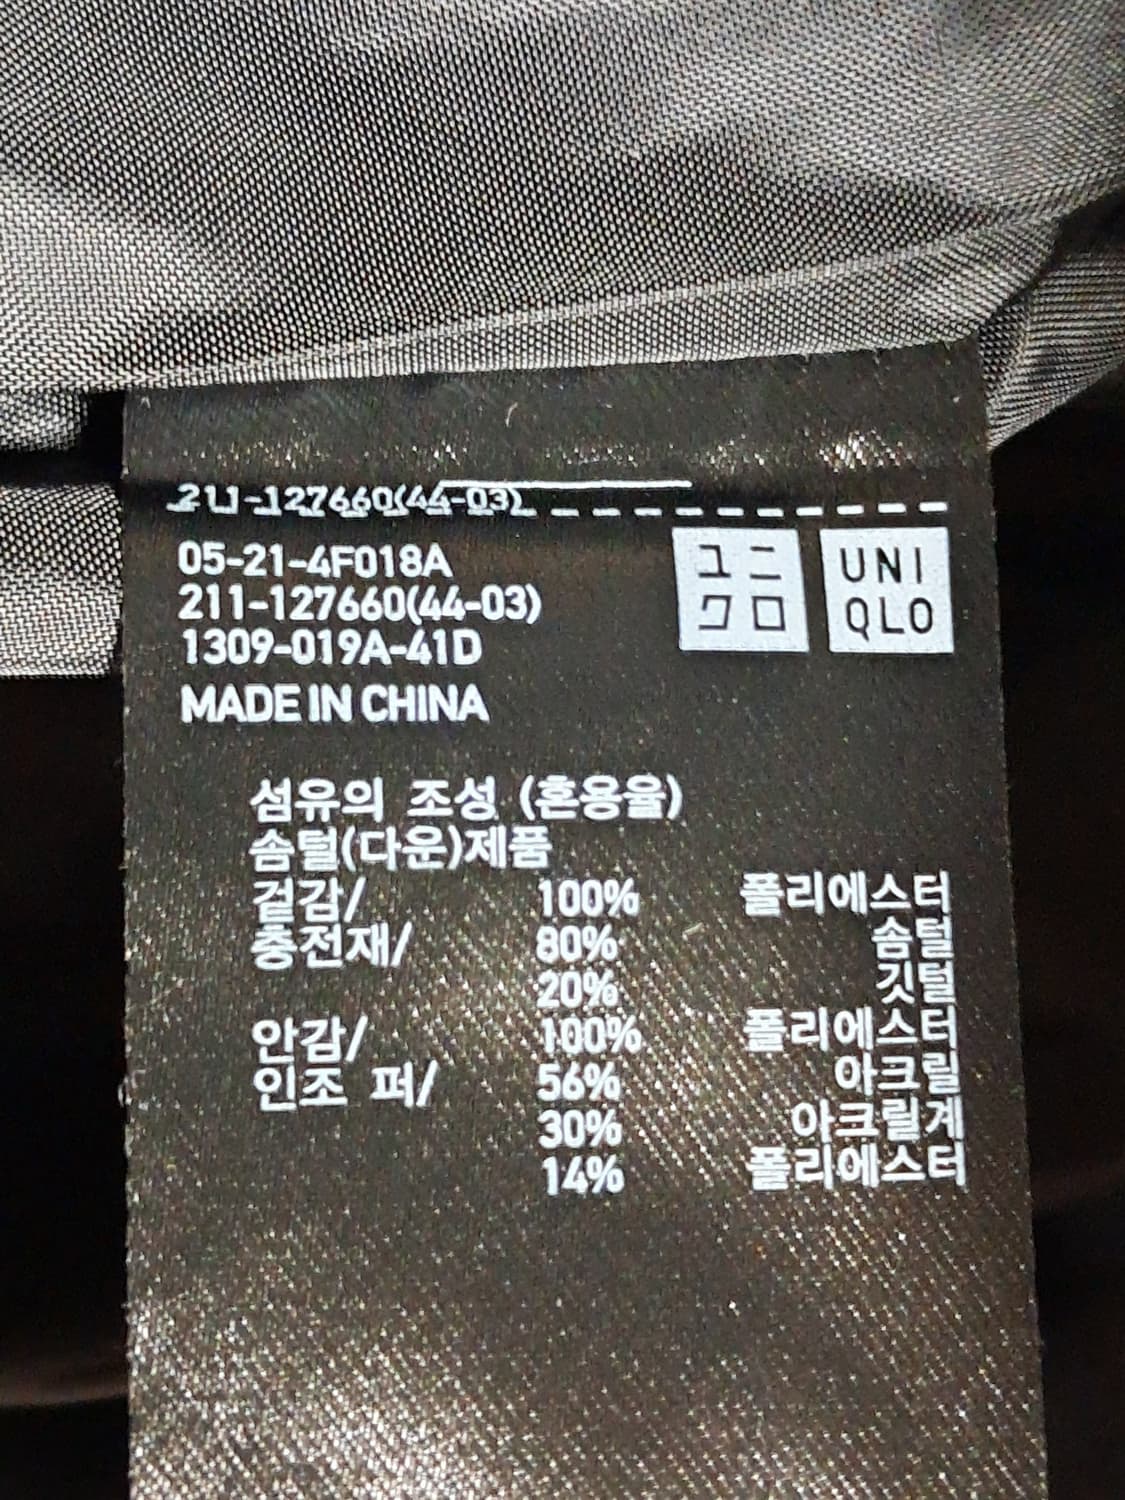 211-127660(44-03)
05-21-4F018A
211-127660(44-03)
1309-019A-41D
ユニ
クロ
UNI
QLO
MADE IN CHINA
섬유의 조성 (혼용율)
솜털(다운)제품
겉감/ 100% 폴리에스터
충전재/ 80% 솜털
20% 깃털
안감/ 100% 폴리에스터
인조 퍼/ 56% 아크릴
30% 아크릴계
14% 폴리에스터